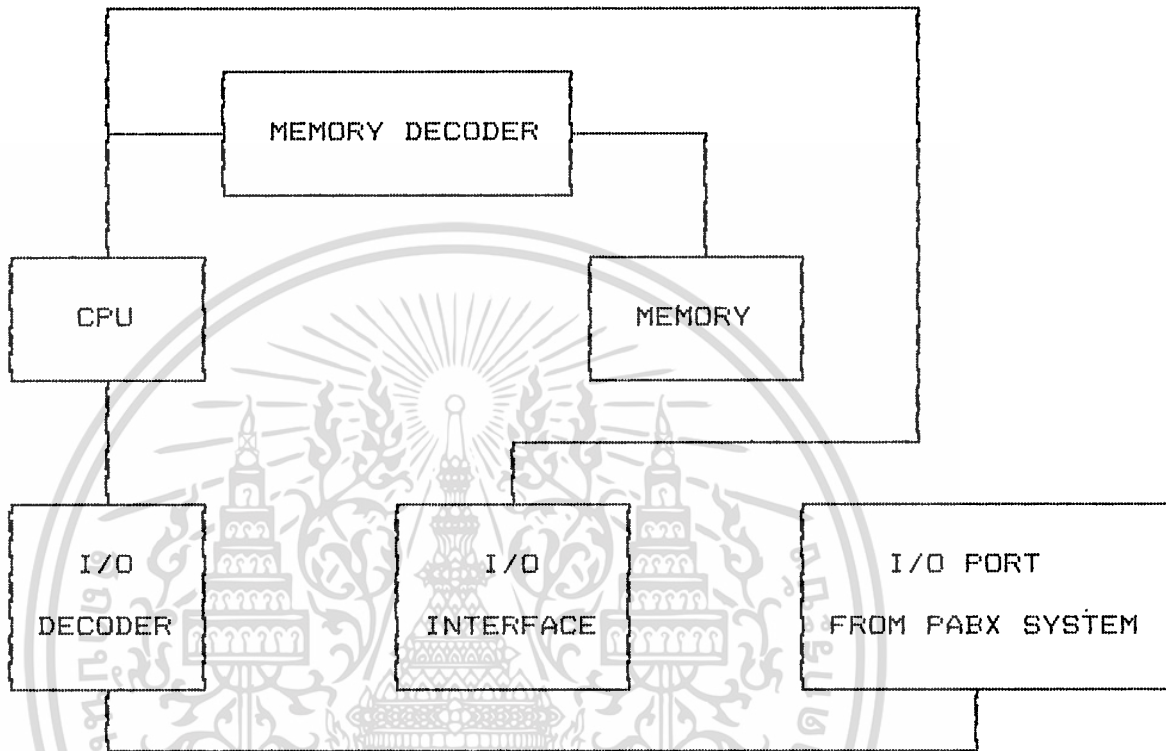 MEMORY DECODER
CPU
MEMORY
I/O
DECODER
I/O
INTERFACE
I/O PORT
FROM PABX SYSTEM